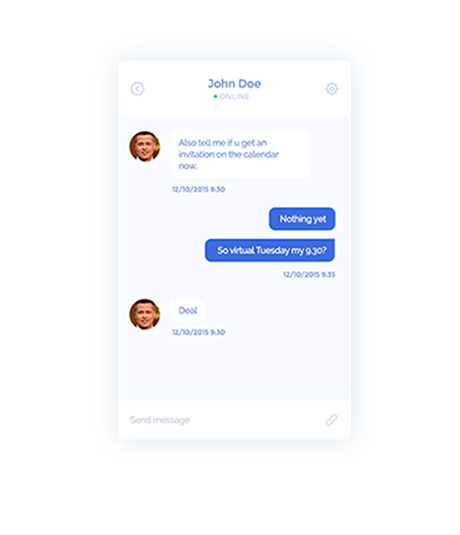 John Doe
ONLINE
Also tell me if u get an
invitation on the calendar
now.
12/10/2015 9:30
Nothing yet
So virtual Tuesday my 9.30?
12/10/2015 9:35
Deal
12/10/2015 9:30
Send message